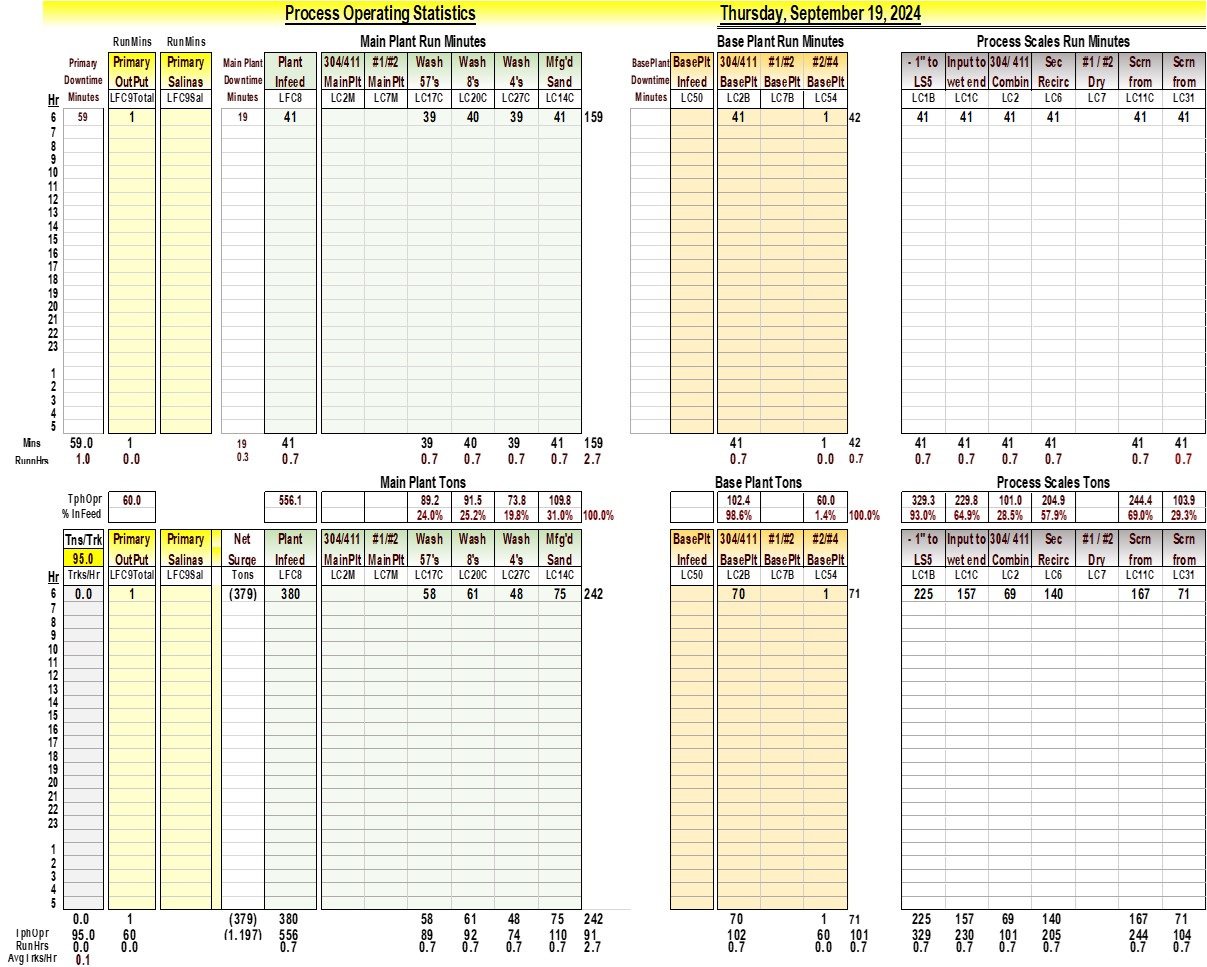 Process Operating Statistics Thursday, September 19, 2024
RunMins RunMins Main Plant Run Minutes Base Plant Run Minutes Process Scales Run Minutes
Primary Primary Primary Main Plant Plant 304/411 #1/#2 Wash Wash Wash Mfg'd BasePlant BasePlt 304/411 #1/#2 #2/#4 - 1" to Input to 304/ 411 Sec #1 / #2 Scrn Scrn
Downtime OutPut Salinas Downtime Infeed MainPlt MainPlt 57's 8's 4's Sand Downtime Infeed BasePlt BasePlt BasePlt LS5 wet end Combin Recirc Dry from from
Hr Minutes LFC9Total LFC9Sal Minutes LFC8 LC2M LC7M LC17C LC20C LC27C LC14C Minutes LC50 LC2B LC7B LC54 LC1B LC1C LC2 LC6 LC7 LC11C LC31
6 59 1 19 41 39 40 39 41 159 41 1 42 41 41 41 41 41 41
7
8
9
10
11
12
13
14
15
16
17
18
19
20
21
22
23
1
2
3
4
5
Mins 59.0 1 19 41 39 40 39 41 159 41 1 42 41 41 41 41 41 41
RunnHrs 1.0 0.0 0.3 0.7 0.7 0.7 0.7 0.7 2.7 0.7 0.0 0.7 0.7 0.7 0.7 0.7 0.7 0.7
Main Plant Tons Base Plant Tons Process Scales Tons
TphOpr 60.0 556.1 89.2 91.5 73.8 109.8 102.4 60.0 329.3 229.8 101.0 204.9 244.4 103.9
% InFeed 24.0% 25.2% 19.8% 31.0% 100.0% 98.6% 1.4% 100.0% 93.0% 64.9% 28.5% 57.9% 69.0% 29.3%
Tns/Trk Primary Primary Net Plant 304/411 #1/#2 Wash Wash Wash Mfg'd BasePlt 304/411 #1/#2 #2/#4 - 1" to Input to 304/ 411 Sec #1 / #2 Scrn Scrn
95.0 OutPut Salinas Surge Infeed MainPlt MainPlt 57's 8's 4's Sand Infeed BasePlt BasePlt BasePlt LS5 wet end Combin Recirc Dry from from
Hr Trks/Hr LFC9Total LFC9Sal Tons LFC8 LC2M LC7M LC17C LC20C LC27C LC14C LC50 LC2B LC7B LC54 LC1B LC1C LC2 LC6 LC7 LC11C LC31
6 0.0 1 (379) 380 58 61 48 75 242 70 1 71 225 157 69 140 167 71
7
8
9
10
11
12
13
14
15
16
17
18
19
20
21
22
23
1
2
3
4
5
0.0 1 (379) 380 58 61 48 75 242 70 1 71 225 157 69 140 167 71
TphOpr 95.0 60 (1,197) 556 89 92 74 110 91 102 60 101 329 230 101 205 244 104
RunHrs 0.0 0.0 0.7 0.7 0.7 0.7 0.7 2.7 0.7 0.0 0.7 0.7 0.7 0.7 0.7 0.7 0.7
AvgTrks/Hr 0.1